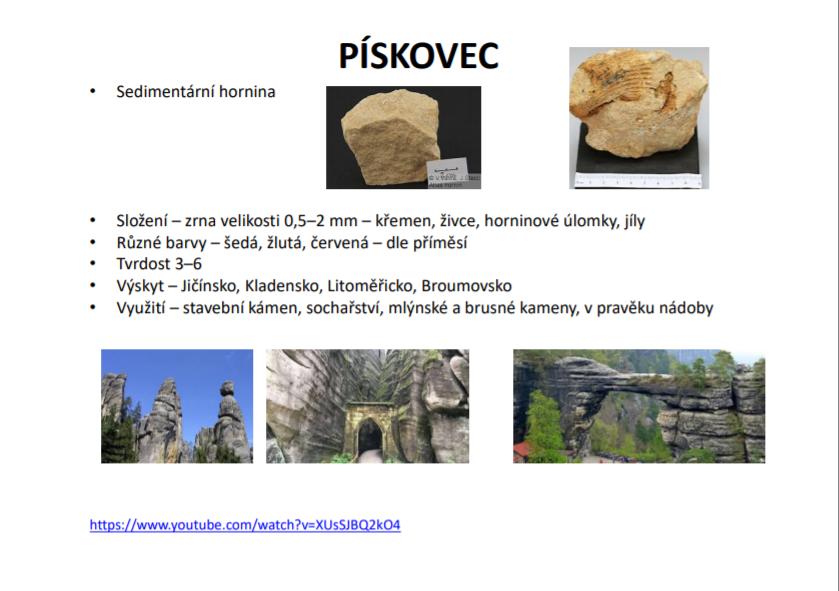 PÍSKOVEC
• Sedimentární hornina
• Složení – zrna velikosti 0,5–2 mm – křemen, živce, horninové úlomky, jíly
• Různé barvy – šedá, žlutá, červená – dle příměsí
• Tvrdost 3–6
• Výskyt – Jičínsko, Kladensko, Litoměřicko, Broumovsko
• Využití – stavební kámen, sochařství, mlýnské a brusné kameny, v pravěku nádoby
https://www.youtube.com/watch?v=XUsSJBQ2kO4